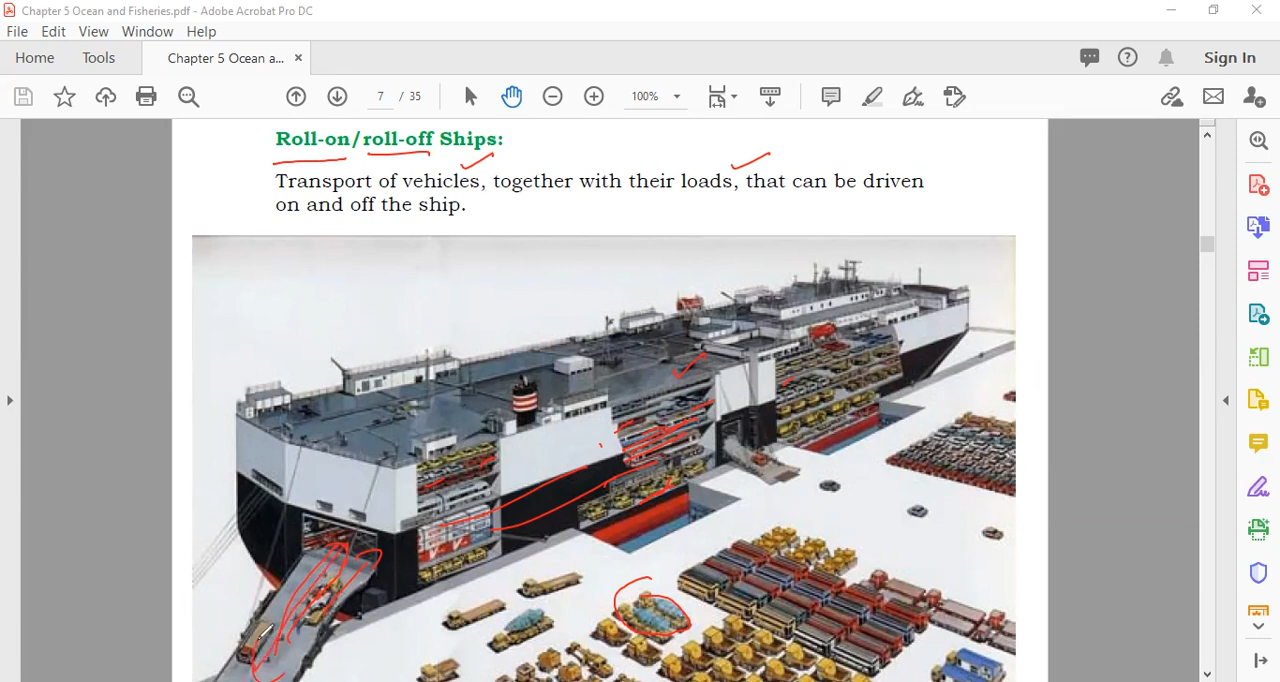 Chapter 5 Ocean and Fisheries.pdf - Adobe Acrobat Pro DC
File Edit View Window Help
Home Tools Chapter 5 Ocean a... × Sign In
7 / 35 100%
Roll-on/roll-off Ships:
Transport of vehicles, together with their loads, that can be driven
on and off the ship.